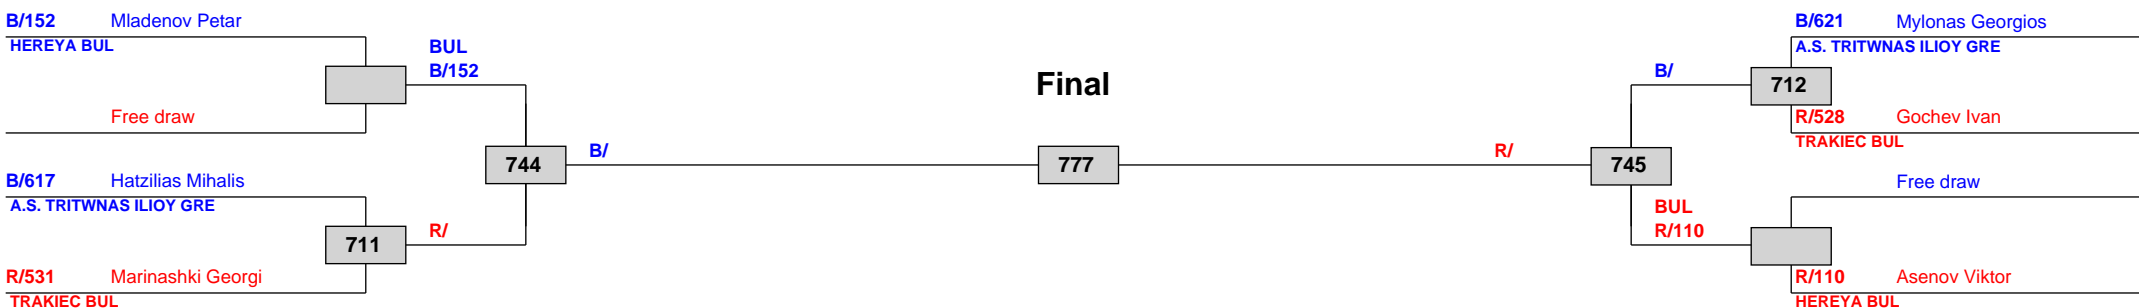 B/152 Mladenov Petar
HEREYA BUL
Free draw
B/617 Hatzilias Mihalis
A.S. TRITWNAS ILIOY GRE
711
R/531 Marinashki Georgi
TRAKIEC BUL
BUL
B/152
744
R/
B/
Final
777
R/
745
B/
BUL
R/110
B/621 Mylonas Georgios
A.S. TRITWNAS ILIOY GRE
712
R/528 Gochev Ivan
TRAKIEC BUL
Free draw
R/110 Asenov Viktor
HEREYA BUL